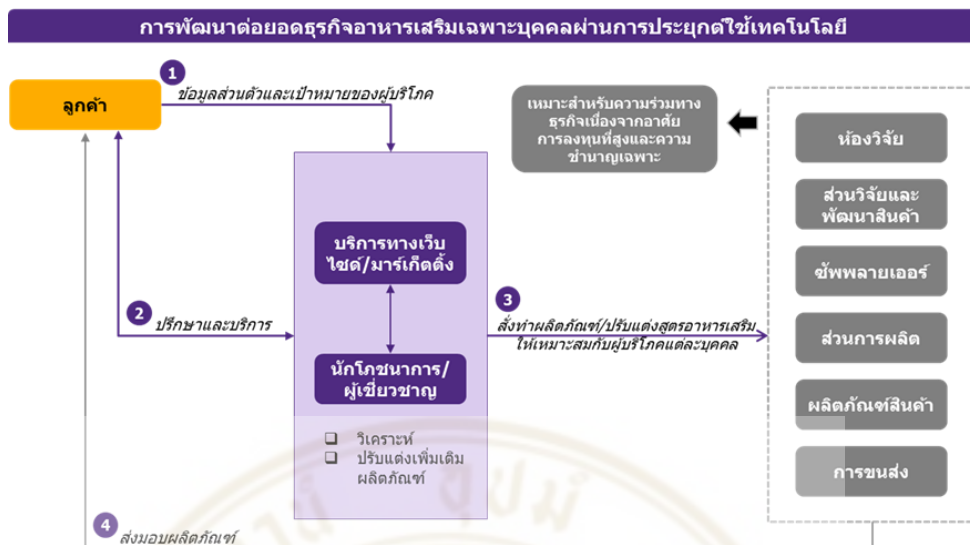 การพัฒนาต่อยอดธุรกิจอาหารเสริมเฉพาะบุคคลผ่านการประยุกต์ใช้เทคโนโลยี
1
ข้อมูลส่วนตัวและเป้าหมายของผู้บริโภค
ลูกค้า
เหมาะสำหรับความร่วมทาง
ธุรกิจเนื่องจากอาศัย
การลงทุนที่สูงและความ
ชำนาญเฉพาะ
ห้องวิจัย
ส่วนวิจัยและ
พัฒนาสินค้า
บริการทางเว็บ
ไซต์/มาร์เก็ตติ้ง
ซัพพลายเออร์
2
ปรึกษาและบริการ
3
สั่งทำผลิตภัณฑ์/ปรับแต่งสูตรอาหารเสริม
ให้เหมาะสมกับผู้บริโภคแต่ละบุคคล
ส่วนการผลิต
นักโภชนาการ/
ผู้เชี่ยวชาญ
ผลิตภัณฑ์สินค้า
❑ วิเคราะห์
❑ ปรับแต่งเพิ่มเติม
ผลิตภัณฑ์
การขนส่ง
4
ส่งมอบผลิตภัณฑ์